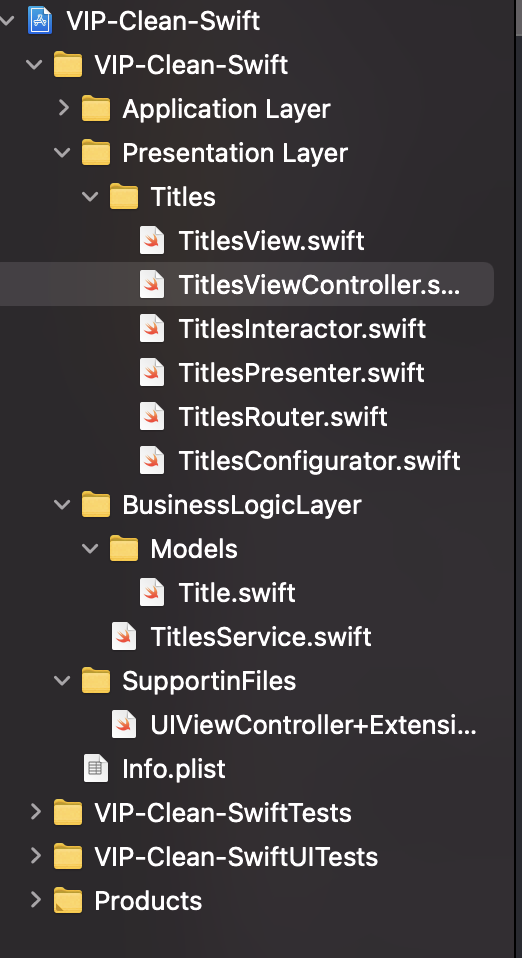 VIP-Clean-Swift
VIP-Clean-Swift
Application Layer
Presentation Layer
Titles
TitlesView.swift
TitlesViewController.s...
TitlesInteractor.swift
TitlesPresenter.swift
TitlesRouter.swift
TitlesConfigurator.swift
BusinessLogicLayer
Models
Title.swift
TitlesService.swift
SupportinFiles
UIViewController+Extensi...
Info.plist
VIP-Clean-SwiftTests
VIP-Clean-SwiftUITests
Products